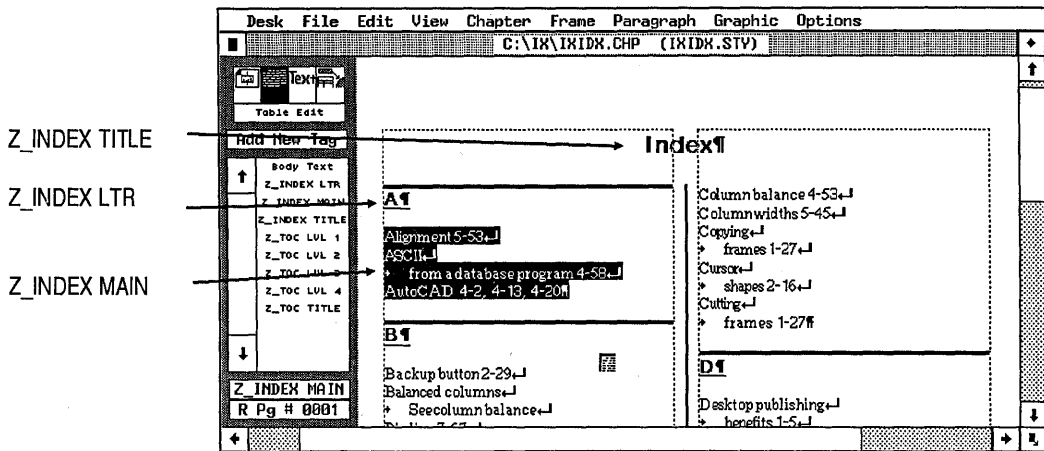 Desk File Edit View Chapter Frame Paragraph Graphic Options
C:\IX\IXIDX.CHP (IXIDX.STY)
Text
Table Edit
Add New Tag
Body Text
Z_INDEX LTR
Z_INDEX MAIN
Z_INDEX TITLE
Z_TOC LVL 1
Z_TOC LVL 2
Z_TOC LVL 3
Z_TOC LVL 4
Z_TOC TITLE
Z_INDEX MAIN
R Pg # 0001
Z_INDEX TITLE
Z_INDEX LTR
Z_INDEX MAIN
Index¶
A¶
Alignment 5-53↵
ASCII↵
from a database program 4-58↵
AutoCAD 4-2, 4-13, 4-20¶
B¶
Backup button 2-29↵
Balanced columns↵
See column balance↵
Column balance 4-53↵
Column widths 5-45↵
Copying↵
frames 1-27↵
Cursor↵
shapes 2-16↵
Cutting↵
frames 1-27¶
D¶
Desktop publishing↵
benefits 1-5↵